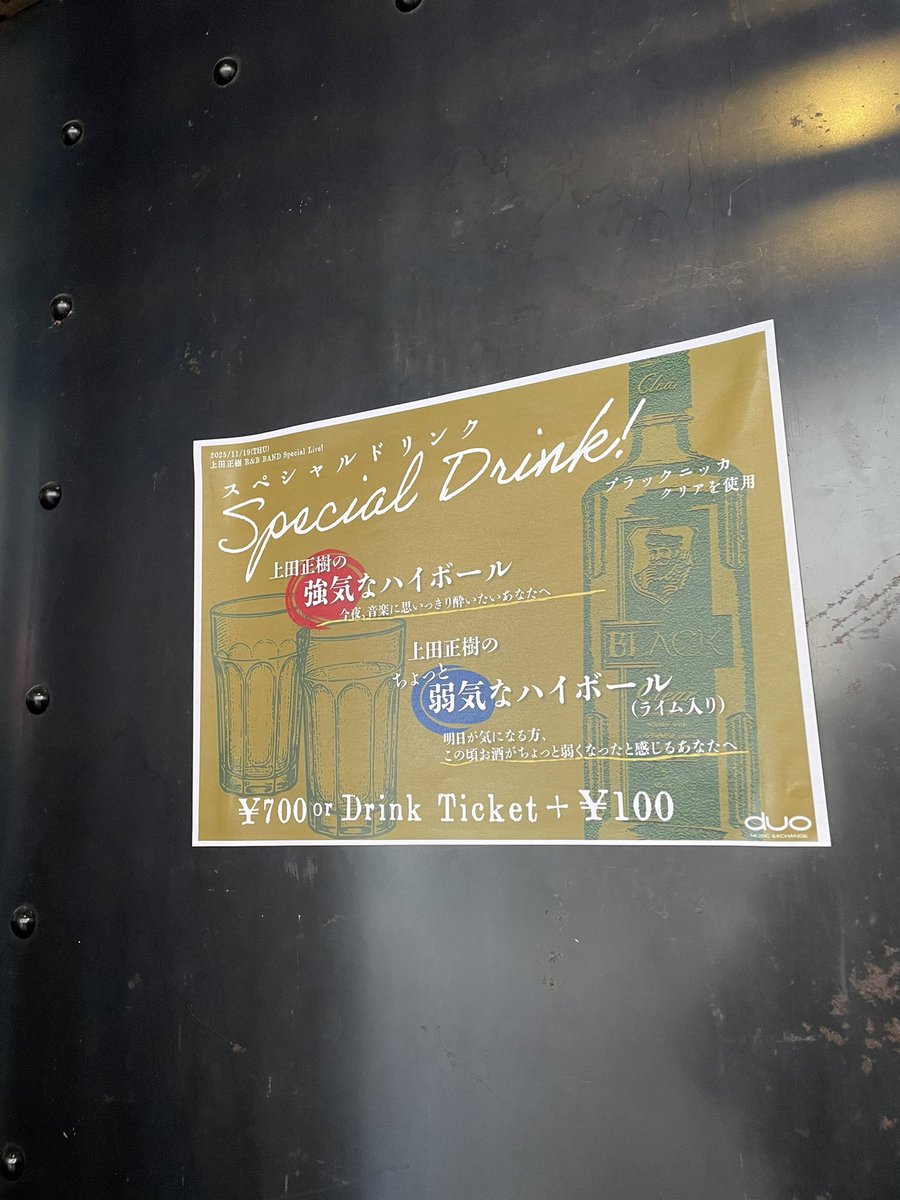 2025/11/19(THU)
上田正樹 R&B BAND Special Live!
スペシャルドリンク
Special Drink!
Clear
ブラックニッカ
クリアを使用
上田正樹の
強気なハイボール
今夜、音楽に思いっきり酔いたいあなたへ
BLACK
上田正樹の
ちょっと
弱気なハイボール
(ライム入り)
明日が気になる方、
この頃お酒がちょっと弱くなったと感じるあなたへ
¥700 or Drink Ticket + ¥100
duo
MUSIC EXCHANGE